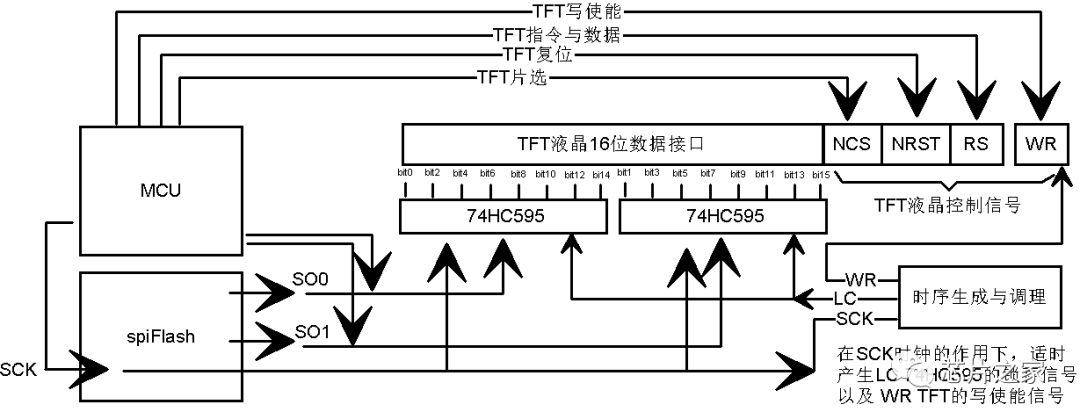 TFT写使能
TFT指令与数据
TFT复位
TFT片选
TFT液晶16位数据接口
NCS
NRST
RS
WR
MCU
bit0
bit2
bit4
bit6
bit8
bit10
bit12
bit14
bit1
bit3
bit5
bit7
bit9
bit11
bit13
bit15
74HC595
74HC595
TFT液晶控制信号
SO0
WR
LC
SCK
时序生成与调理
spiFlash
SO1
SCK
在SCK时钟的作用下，适时
产生LC 74HC595的锁存信号
以及 WR TFT的写使能信号